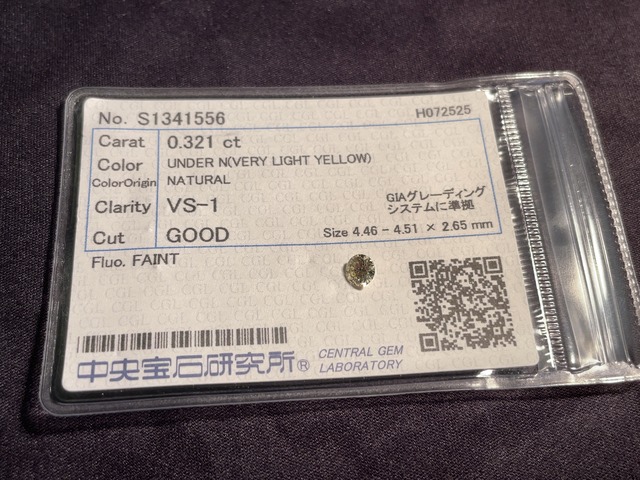 No. S1341556
H072525
Carat 0.321 ct
Color UNDER N(VERY LIGHT YELLOW)
ColorOrigin NATURAL
Clarity VS-1
GIAグレーディング
システムに準拠
Cut GOOD
Size 4.46 - 4.51 × 2.65 mm
Fluo. FAINT
中央宝石研究所®
CENTRAL GEM
LABORATORY